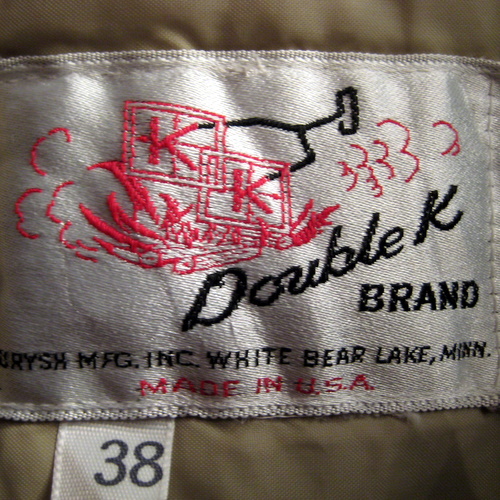 K
K
Double K
BRAND
MFG. INC. WHITE BEAR LAKE, MINN.
MADE IN U.S.A.
38